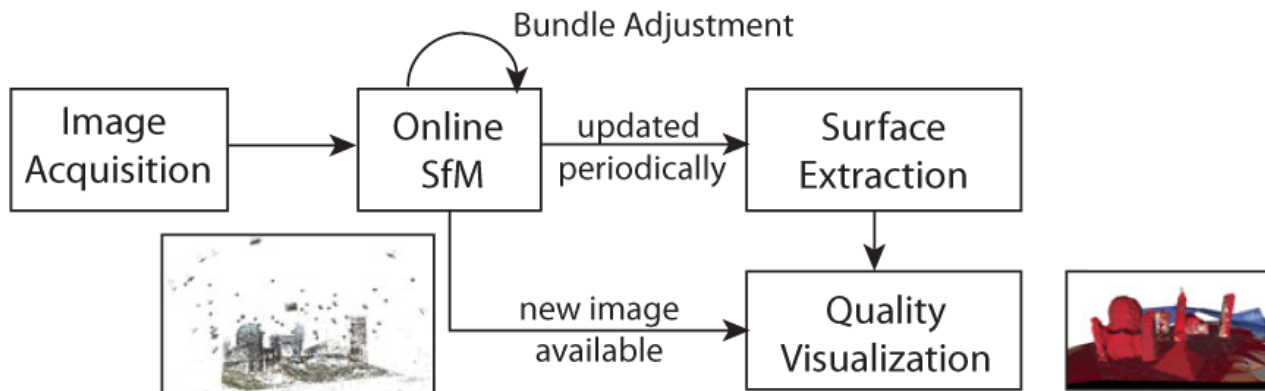 Bundle Adjustment
Image
Acquisition
Online
SfM
updated
periodically
Surface
Extraction
new image
available
Quality
Visualization